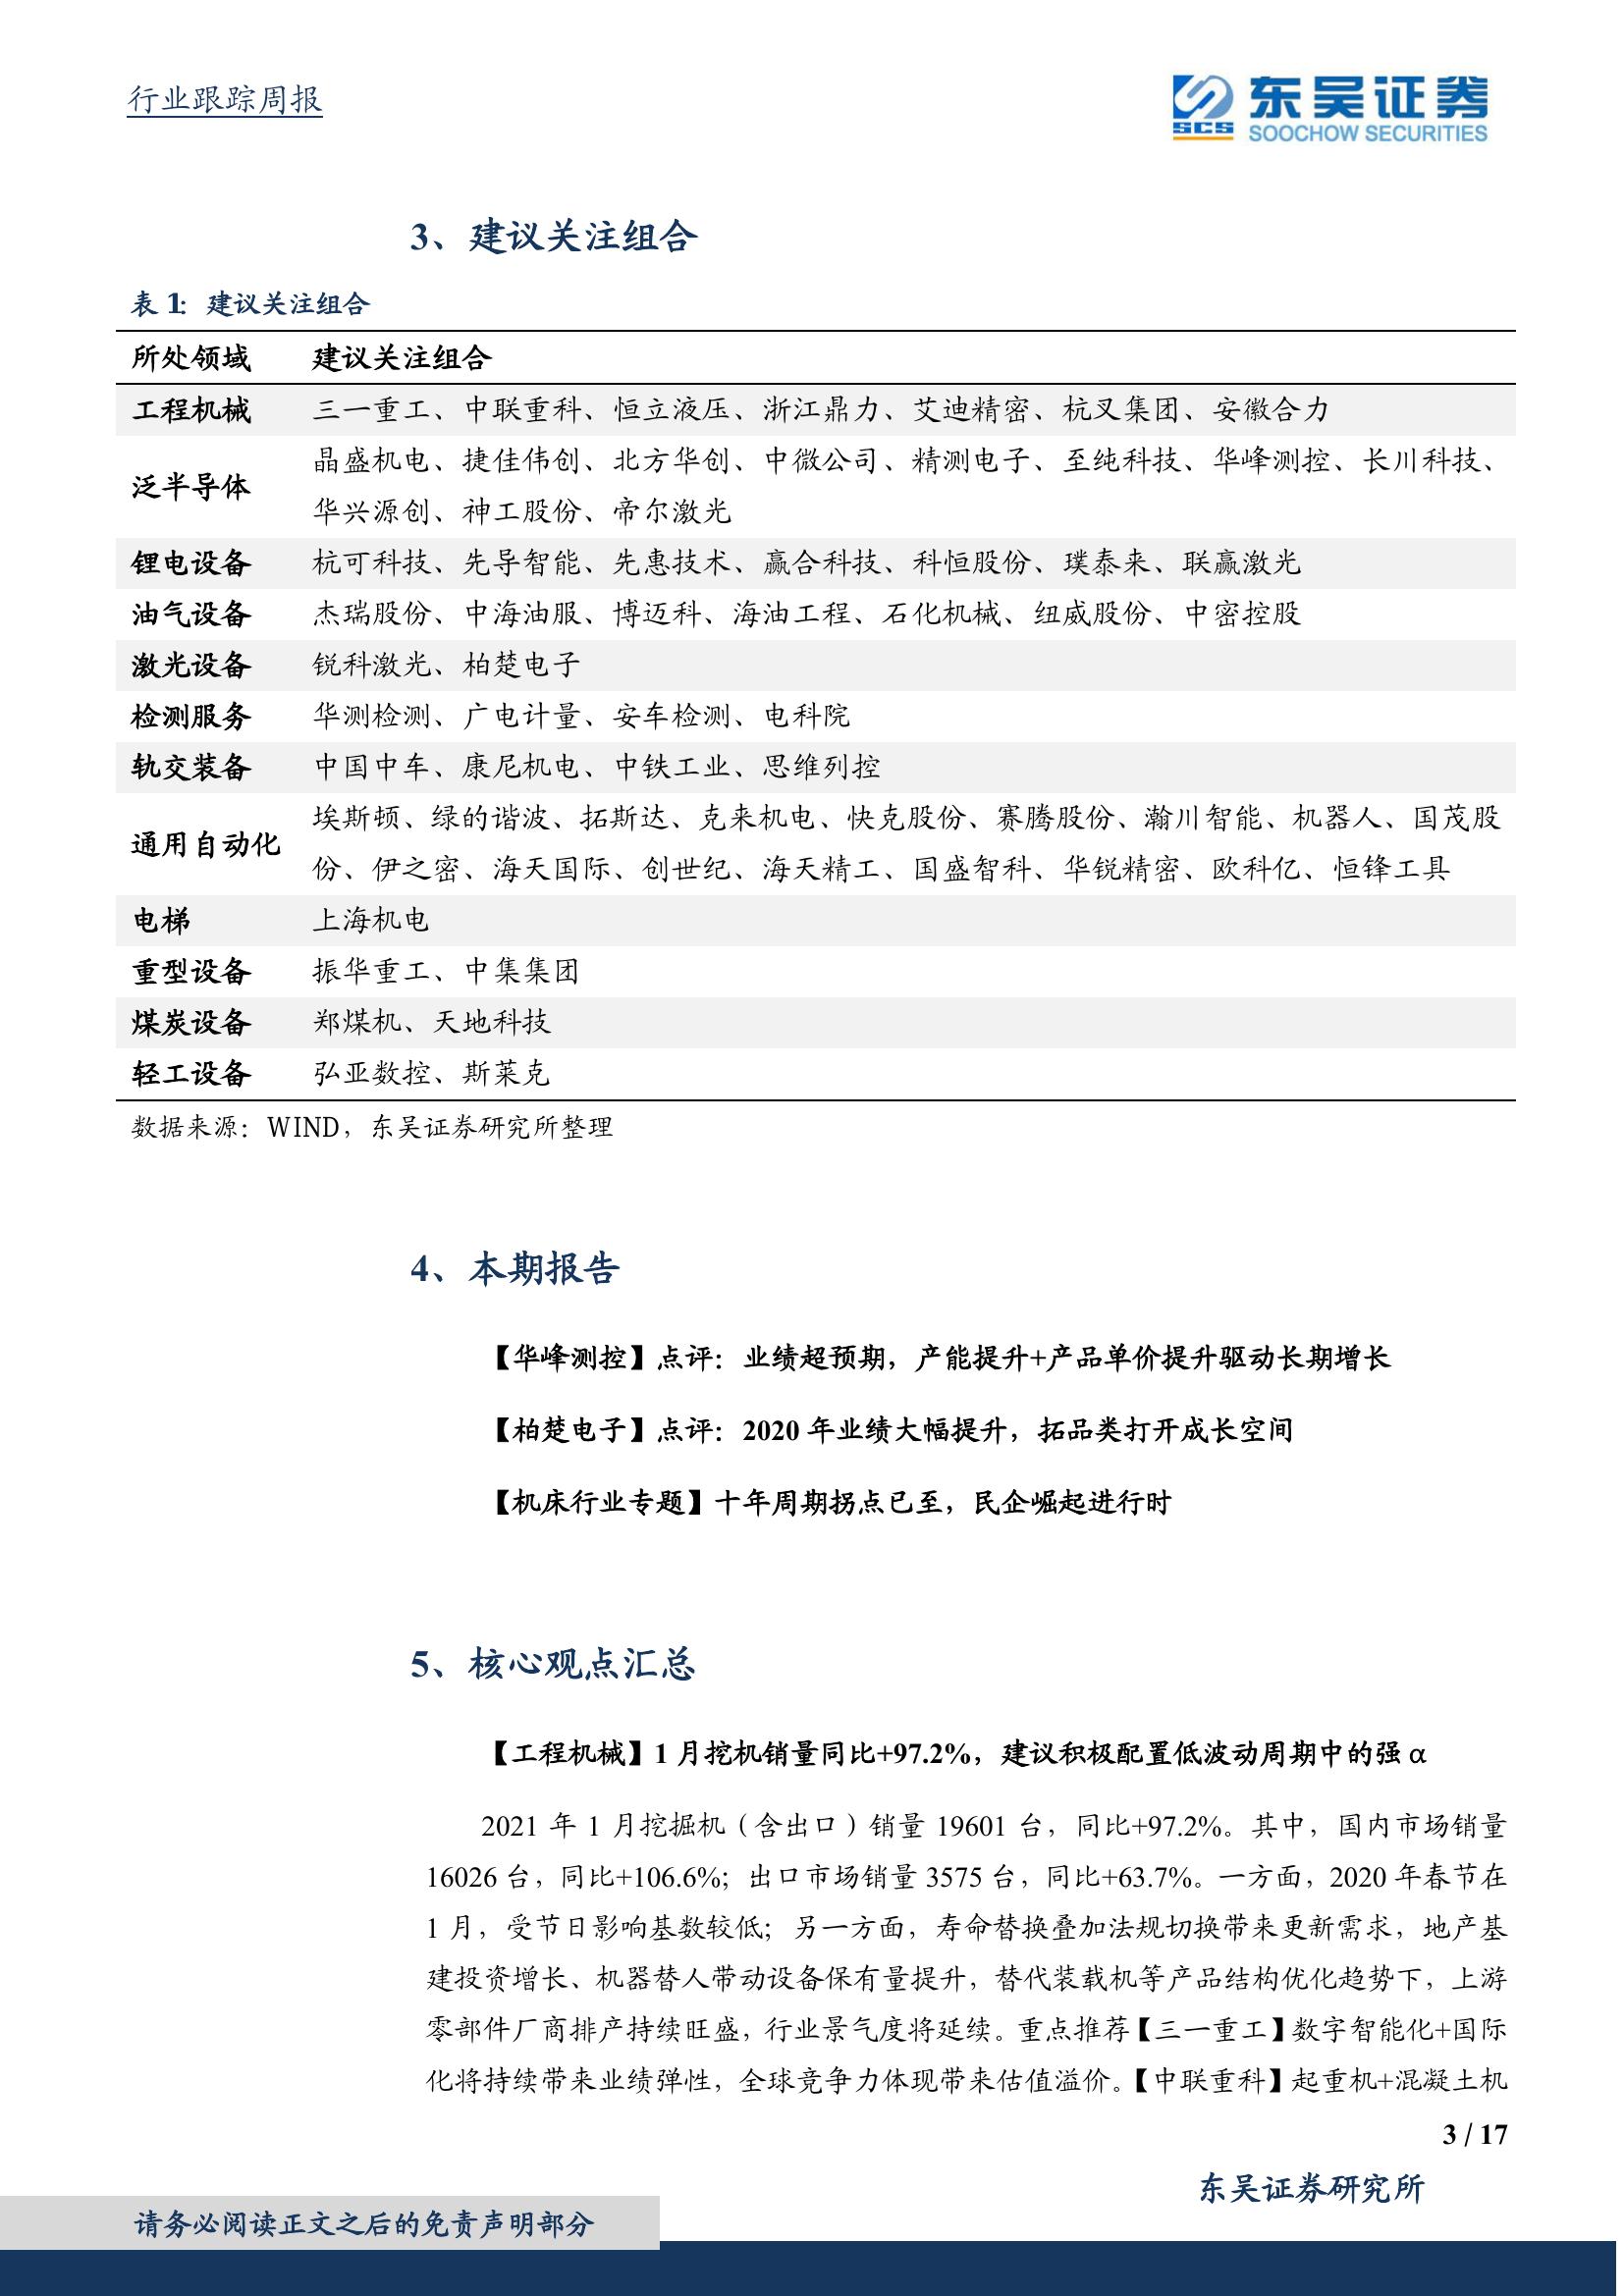 行业跟踪周报
SCS
东吴证券
SOOCHOW SECURITIES
3、建议关注组合
表 1: 建议关注组合
所处领域 建议关注组合
工程机械 三一重工、中联重科、恒立液压、浙江鼎力、艾迪精密、杭叉集团、安徽合力
泛半导体 晶盛机电、捷佳伟创、北方华创、中微公司、精测电子、至纯科技、华峰测控、长川科技、
华兴源创、神工股份、帝尔激光
锂电设备 杭可科技、先导智能、先惠技术、赢合科技、科恒股份、璞泰来、联赢激光
油气设备 杰瑞股份、中海油服、博迈科、海油工程、石化机械、纽威股份、中密控股
激光设备 锐科激光、柏楚电子
检测服务 华测检测、广电计量、安车检测、电科院
轨交装备 中国中车、康尼机电、中铁工业、思维列控
通用自动化 埃斯顿、绿的谐波、拓斯达、克来机电、快克股份、赛腾股份、瀚川智能、机器人、国茂股
份、伊之密、海天国际、创世纪、海天精工、国盛智科、华锐精密、欧科亿、恒锋工具
电梯 上海机电
重型设备 振华重工、中集集团
煤炭设备 郑煤机、天地科技
轻工设备 弘亚数控、斯莱克
数据来源：WIND，东吴证券研究所整理
4、本期报告
【华峰测控】点评：业绩超预期，产能提升+产品单价提升驱动长期增长
【柏楚电子】点评：2020 年业绩大幅提升，拓品类打开成长空间
【机床行业专题】十年周期拐点已至，民企崛起进行时
5、核心观点汇总
【工程机械】1 月挖机销量同比+97.2%，建议积极配置低波动周期中的强 α
2021 年 1 月挖掘机（含出口）销量 19601 台，同比+97.2%。其中，国内市场销量
16026 台，同比+106.6%；出口市场销量 3575 台，同比+63.7%。一方面，2020 年春节在
1 月，受节日影响基数较低；另一方面，寿命替换叠加法规切换带来更新需求，地产基
建投资增长、机器替人带动设备保有量提升，替代装载机等产品结构优化趋势下，上游
零部件厂商排产持续旺盛，行业景气度将延续。重点推荐【三一重工】数字智能化+国际
化将持续带来业绩弹性，全球竞争力体现带来估值溢价。【中联重科】起重机+混凝土机
3 / 17
东吴证券研究所
请务必阅读正文之后的免责声明部分